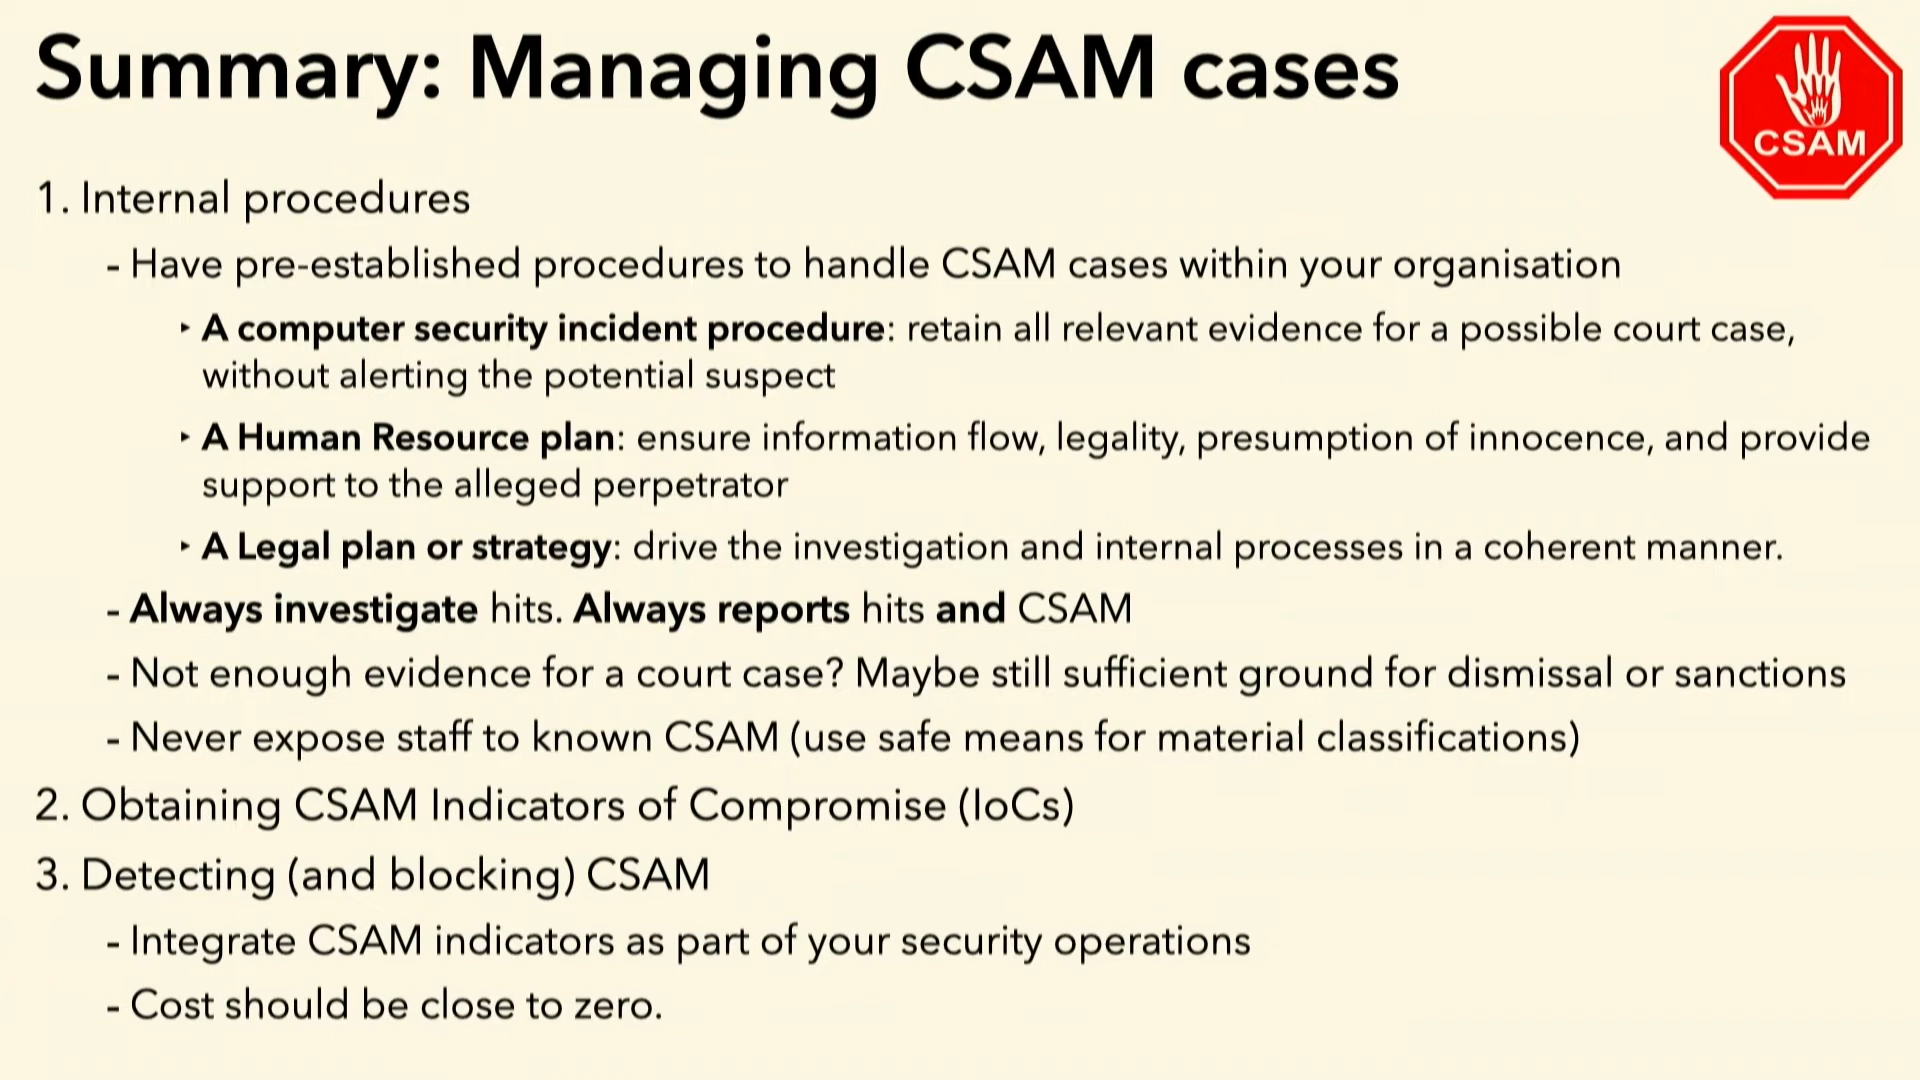 Summary: Managing CSAM cases
CSAM
1. Internal procedures
- Have pre-established procedures to handle CSAM cases within your organisation
‣ A computer security incident procedure: retain all relevant evidence for a possible court case,
without alerting the potential suspect
‣ A Human Resource plan: ensure information flow, legality, presumption of innocence, and provide
support to the alleged perpetrator
‣ A Legal plan or strategy: drive the investigation and internal processes in a coherent manner.
- Always investigate hits. Always reports hits and CSAM
- Not enough evidence for a court case? Maybe still sufficient ground for dismissal or sanctions
- Never expose staff to known CSAM (use safe means for material classifications)
2. Obtaining CSAM Indicators of Compromise (IoCs)
3. Detecting (and blocking) CSAM
- Integrate CSAM indicators as part of your security operations
- Cost should be close to zero.